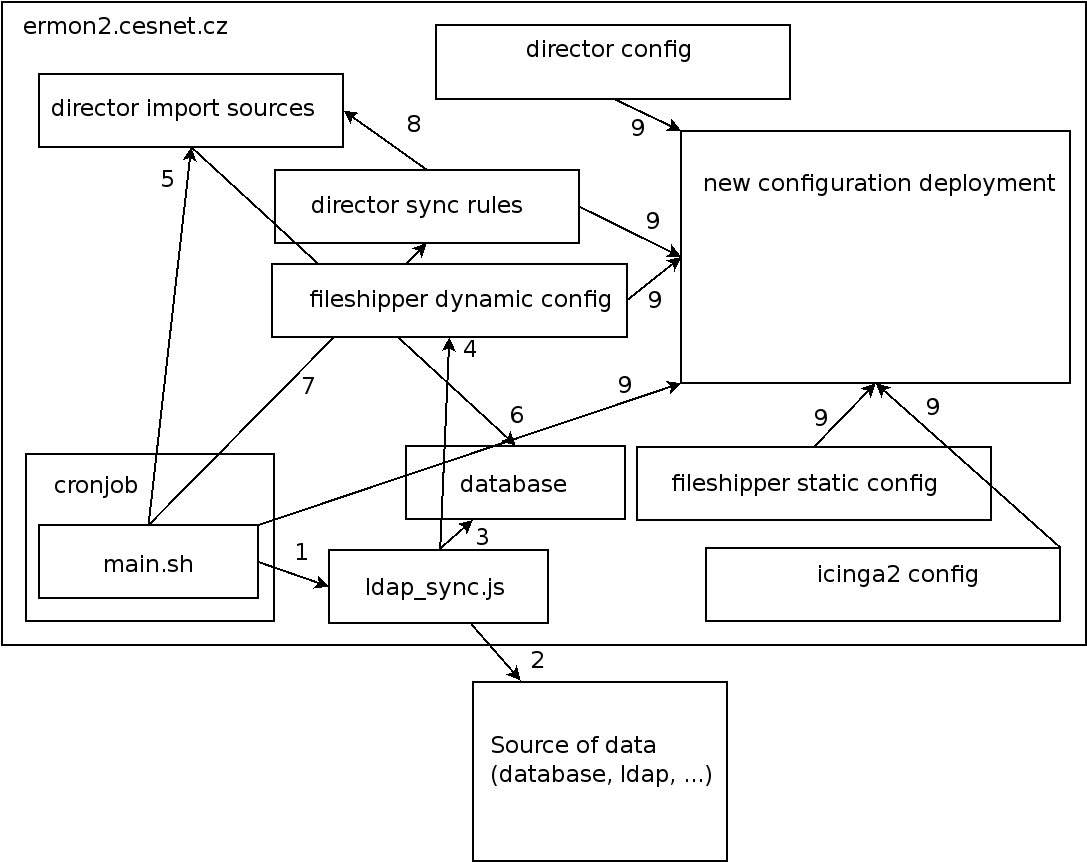 ermon2.cesnet.cz
director config
director import sources
8
9
5
new configuration deployment
director sync rules
9
fileshipper dynamic config
9
4
7
9
6
9
9
cronjob
database
fileshipper static config
3
1
main.sh
ldap_sync.js
icinga2 config
2
Source of data
(database, ldap, ...)